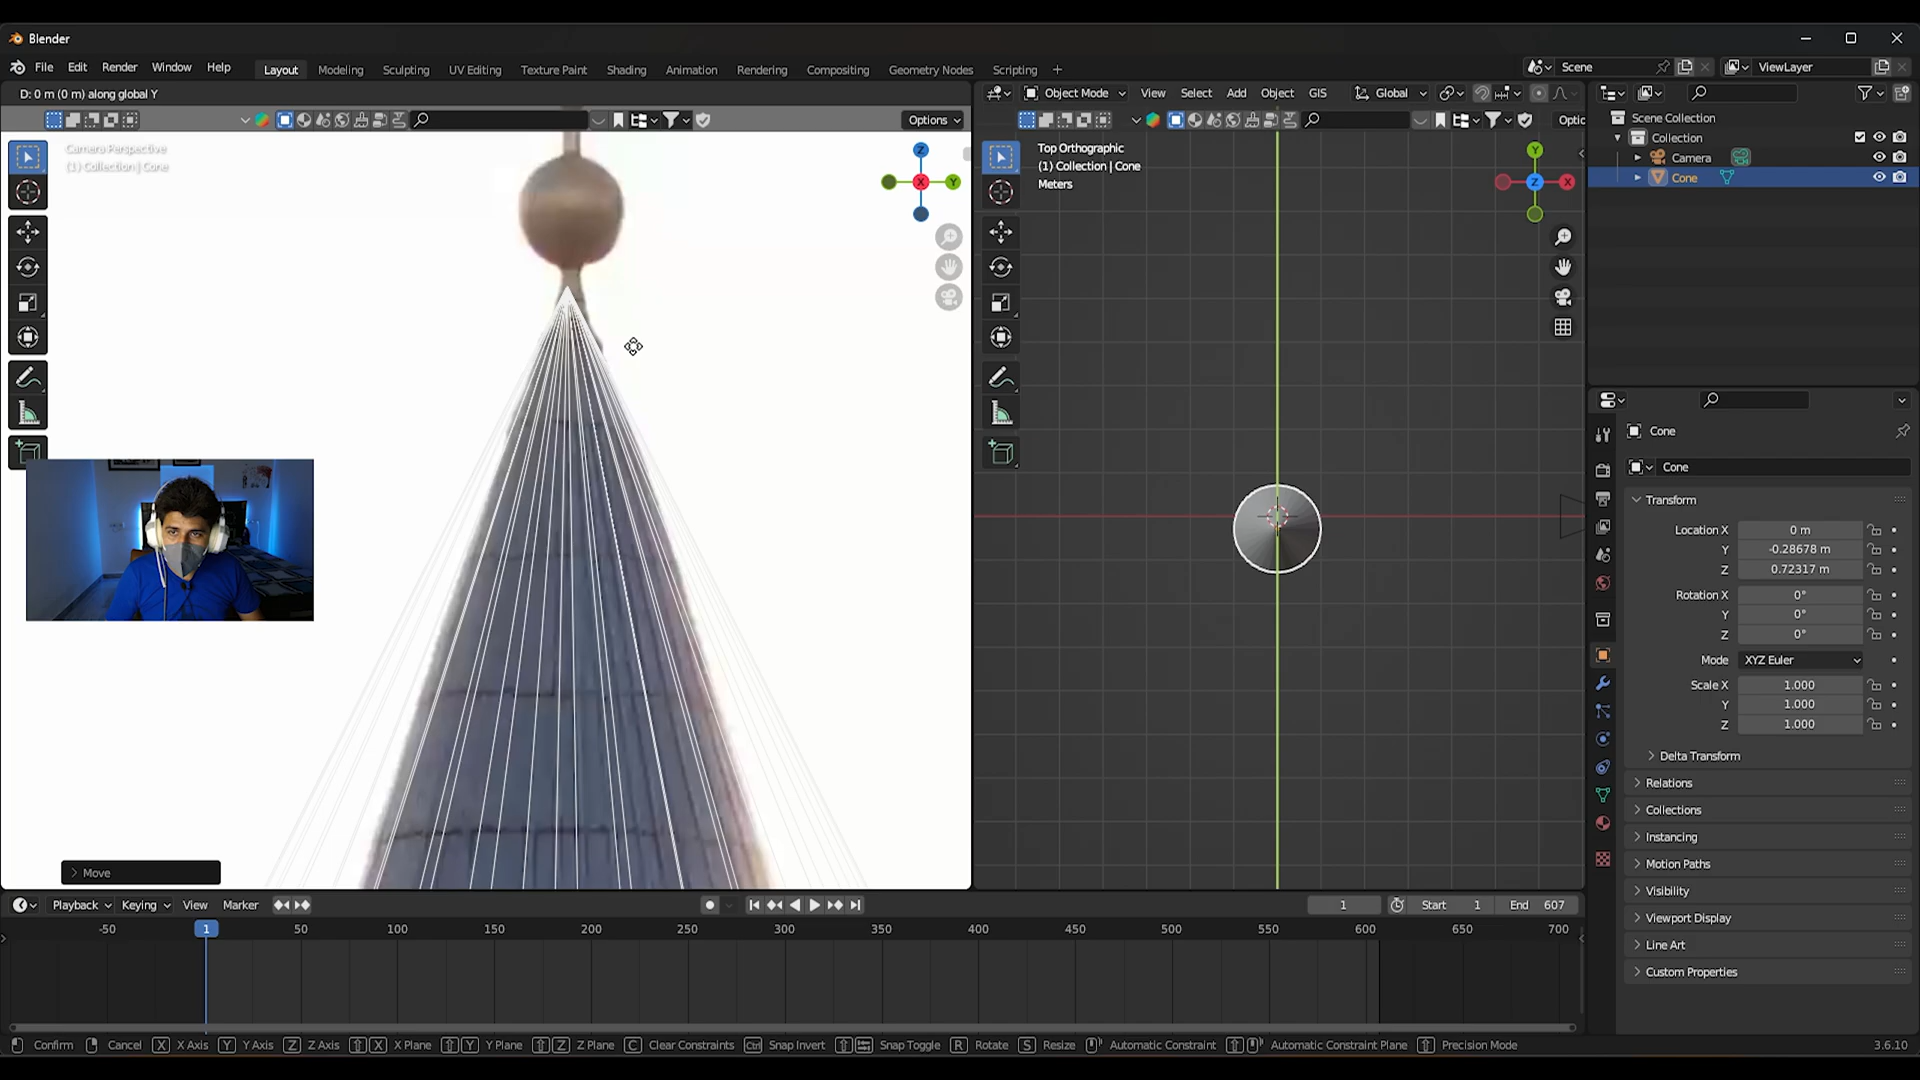 Blender
File Edit Render Window Help
Layout Modeling Sculpting UV Editing Texture Paint Shading Animation Rendering Compositing Geometry Nodes Scripting +
Scene
ViewLayer
D: 0 m (0 m) along global Y
Options
Camera Perspective
(1) Collection | Cone
Z
X
Y
Object Mode View Select Add Object GIS Global
Optic
Top Orthographic
(1) Collection | Cone
Meters
Y
Z
X
Scene Collection
Collection
Camera
Cone
Cone
Cone
Transform
Location X 0 m
Y -0.28678 m
Z 0.72317 m
Rotation X 0°
Y 0°
Z 0°
Mode XYZ Euler
Scale X 1.000
Y 1.000
Z 1.000
Delta Transform
Relations
Collections
Instancing
Motion Paths
Visibility
Viewport Display
Line Art
Custom Properties
Move
Playback Keying View Marker
1
Start 1
End 607
-50 1 50 100 150 200 250 300 350 400 450 500 550 600 650 700
Confirm Cancel X X Axis Y Y Axis Z Z Axis X X Plane Y Y Plane Z Z Plane C Clear Constraints Ctrl Snap Invert Snap Toggle R Rotate S Resize Automatic Constraint Automatic Constraint Plane Precision Mode
3.6.10